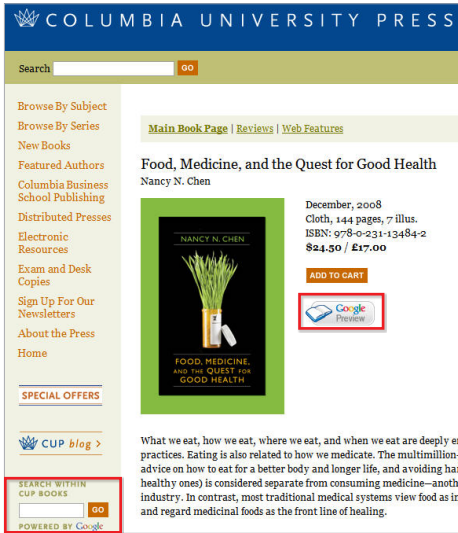 COLUMBIA UNIVERSITY PRESS
Search
GO
Browse By Subject
Browse By Series
New Books
Featured Authors
Columbia Business
School Publishing
Distributed Presses
Electronic
Resources
Exam and Desk
Copies
Sign Up For Our
Newsletters
About the Press
Home
SPECIAL OFFERS
CUP blog >
SEARCH WITHIN
CUP BOOKS
GO
POWERED BY Google
Main Book Page | Reviews | Web Features
Food, Medicine, and the Quest for Good Health
Nancy N. Chen
NANCY N. CHEN
FOOD, MEDICINE,
AND THE QUEST FOR
GOOD HEALTH
December, 2008
Cloth, 144 pages, 7 illus.
ISBN: 978-0-231-13484-2
$24.50 / £17.00
ADD TO CART
Google
Preview
What we eat, how we eat, where we eat, and when we eat are deeply
practices. Eating is also related to how we medicate. The multimillion-
advice on how to eat for a better body and longer life, and avoiding
healthy ones) is considered separate from consuming medicine—
industry. In contrast, most traditional medical systems view food as
and regard medicinal foods as the front line of healing.